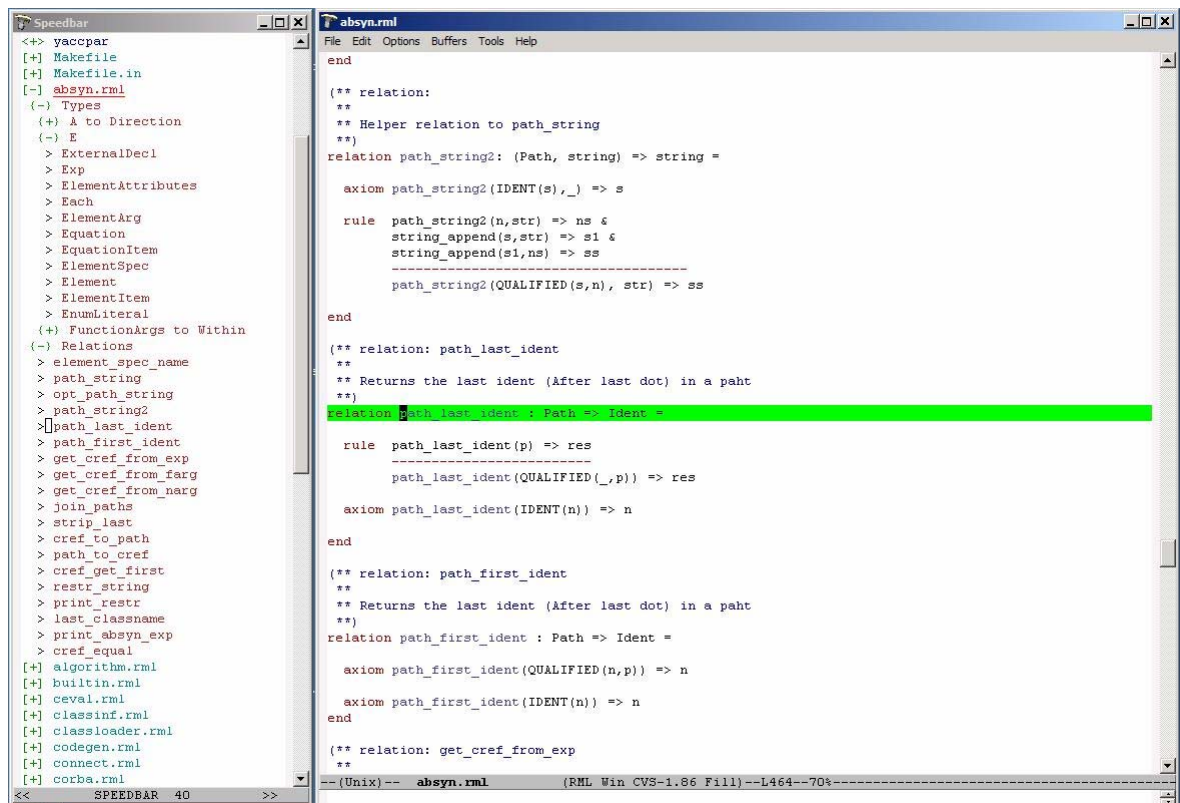 Speedbar
<+> yaccpar
[+] Makefile
[+] Makefile.in
[-] absyn.rml
{-} Types
{+} A to Direction
{-} E
> ExternalDecl
> Exp
> ElementAttributes
> Each
> ElementArg
> Equation
> EquationItem
> ElementSpec
> Element
> ElementItem
> EnumLiteral
{+} FunctionArgs to Within
{-} Relations
> element_spec_name
> path_string
> opt_path_string
> path_string2
> path_last_ident
> path_first_ident
> get_cref_from_exp
> get_cref_from_farg
> get_cref_from_narg
> join_paths
> strip_last
> cref_to_path
> path_to_cref
> cref_get_first
> restr_string
> print_restr
> last_classname
> print_absyn_exp
> cref_equal
[+] algorithm.rml
[+] builtin.rml
[+] ceval.rml
[+] classinf.rml
[+] classloader.rml
[+] codegen.rml
[+] connect.rml
[+] corba.rml
<< SPEEDBAR 40 >>
absyn.rml
File Edit Options Buffers Tools Help
end
(** relation:
**
** Helper relation to path_string
**)
relation path_string2: (Path, string) => string =
axiom path_string2(IDENT(s),_) => s
rule path_string2(n,str) => ns &
string_append(s,str) => s1 &
string_append(s1,ns) => ss
-------------------------------------
path_string2(QUALIFIED(s,n), str) => ss
end
(** relation: path_last_ident
**
** Returns the last ident (After last dot) in a paht
**)
relation path_last_ident : Path => Ident =
rule path_last_ident(p) => res
-------------------------
path_last_ident(QUALIFIED(_,p)) => res
axiom path_last_ident(IDENT(n)) => n
end
(** relation: path_first_ident
**
** Returns the last ident (After last dot) in a paht
**)
relation path_first_ident : Path => Ident =
axiom path_first_ident(QUALIFIED(n,p)) => n
axiom path_first_ident(IDENT(n)) => n
end
(** relation: get_cref_from_exp
**
--(Unix)-- absyn.rml (RML Win CVS-1.86 Fill)--L464--70%-------------------------------------------